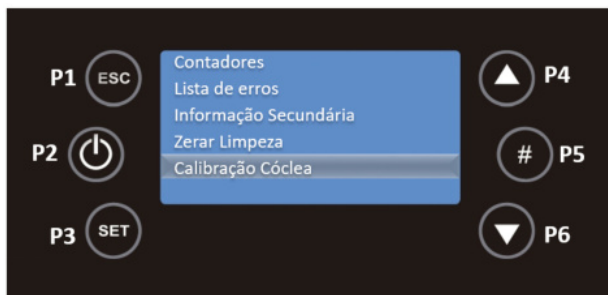 P1 ESC
P2
P3 SET
Contadores
Lista de erros
Informação Secundária
Zerar Limpeza
Calibração Cóclea
P4
# P5
P6